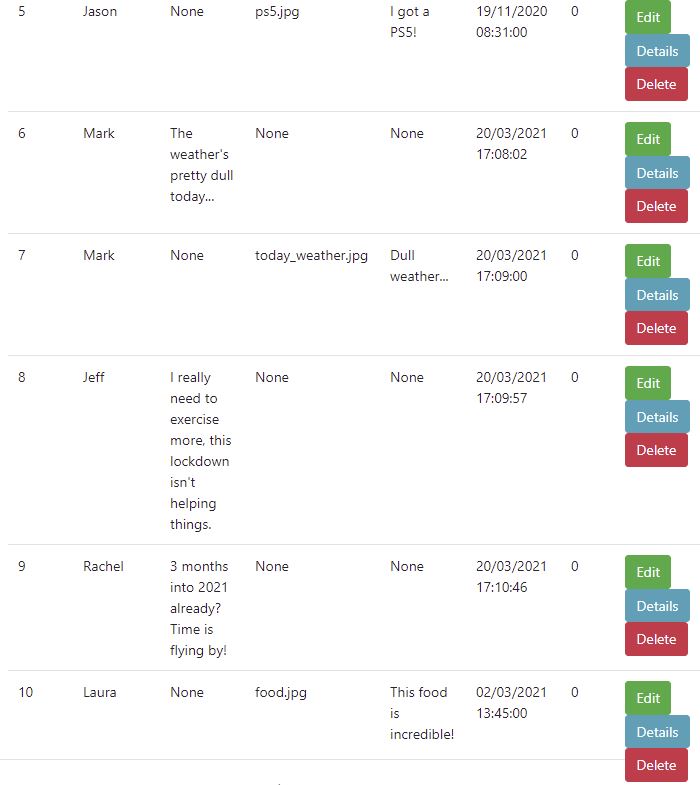 5 Jason None ps5.jpg I got a 19/11/2020 0 Edit
PS5! 08:31:00
Details
Delete
6 Mark The None None 20/03/2021 0 Edit
weather's 17:08:02
pretty dull Details
today... Delete
7 Mark None today_weather.jpg Dull 20/03/2021 0 Edit
weather... 17:09:00
Details
Delete
8 Jeff I really None None 20/03/2021 0 Edit
need to 17:09:57
exercise Details
more, this Delete
lockdown
isn't
helping
things.
9 Rachel 3 months None None 20/03/2021 0 Edit
into 2021 17:10:46
already? Details
Time is Delete
flying by!
10 Laura None food.jpg This food 02/03/2021 0 Edit
is 13:45:00
incredible! Details
Delete